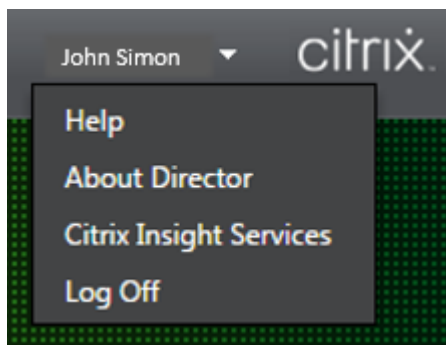 John Simon
citrix
Help
About Director
Citrix Insight Services
Log Off